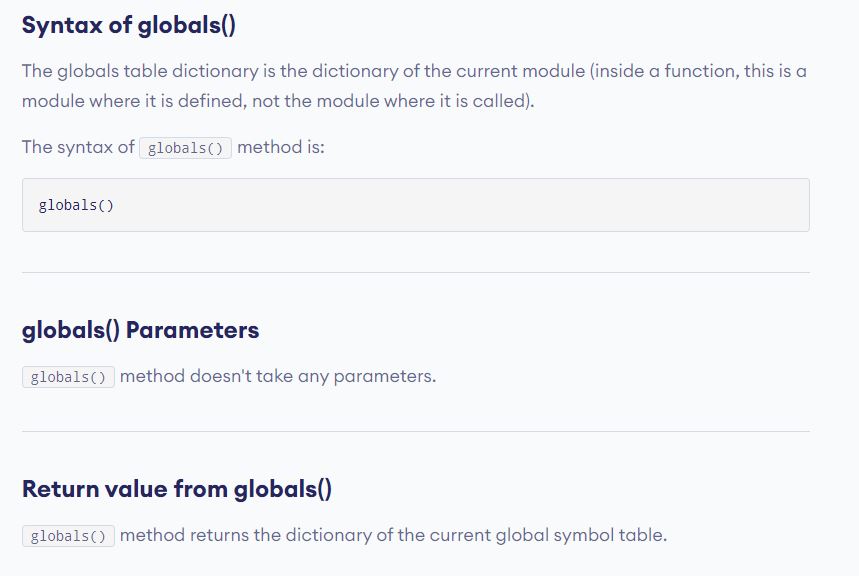 Syntax of globals()
The globals table dictionary is the dictionary of the current module (inside a function, this is a
module where it is defined, not the module where it is called).
The syntax of globals() method is:
globals()
globals() Parameters
globals() method doesn't take any parameters.
Return value from globals()
globals() method returns the dictionary of the current global symbol table.